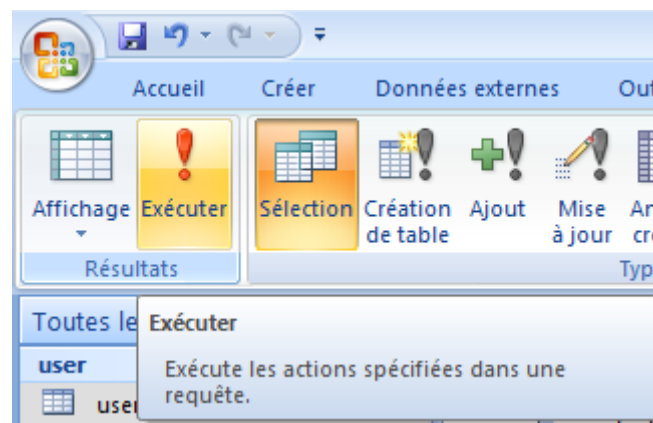 Accueil Créer Données externes
Affichage Exécuter Sélection Création de table Ajout Mise à jour
Résultats
Toutes
Exécuter
user
Exécute les actions spécifiées dans une
requête.
user